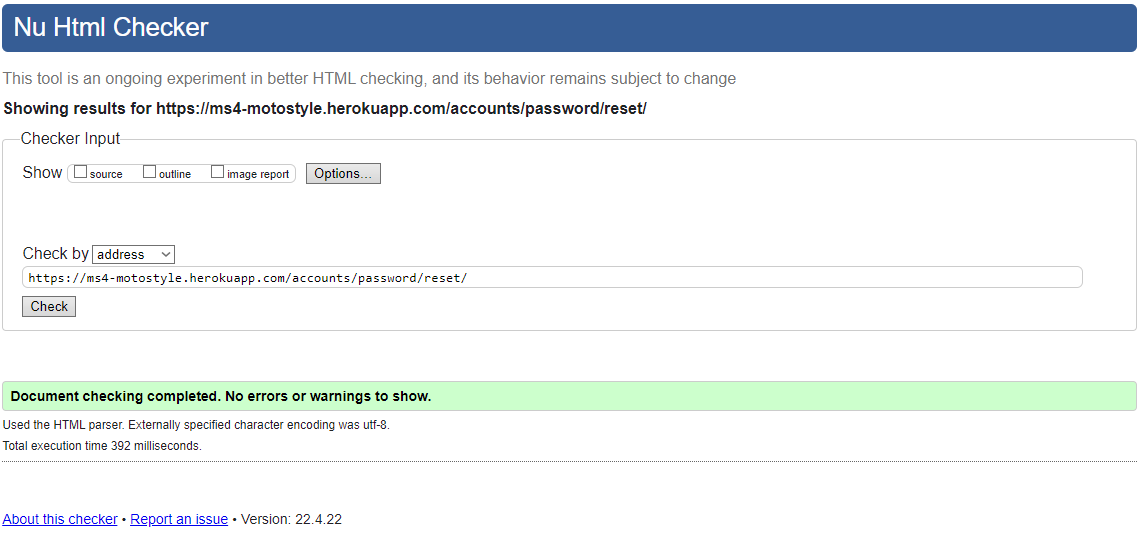 Nu Html Checker
This tool is an ongoing experiment in better HTML checking, and its behavior remains subject to change
Showing results for https://ms4-motostyle.herokuapp.com/accounts/password/reset/
Checker Input
Show source outline image report Options...
Check by address
https://ms4-motostyle.herokuapp.com/accounts/password/reset/
Check
Document checking completed. No errors or warnings to show.
Used the HTML parser. Externally specified character encoding was utf-8.
Total execution time 392 milliseconds.
About this checker • Report an issue • Version: 22.4.22